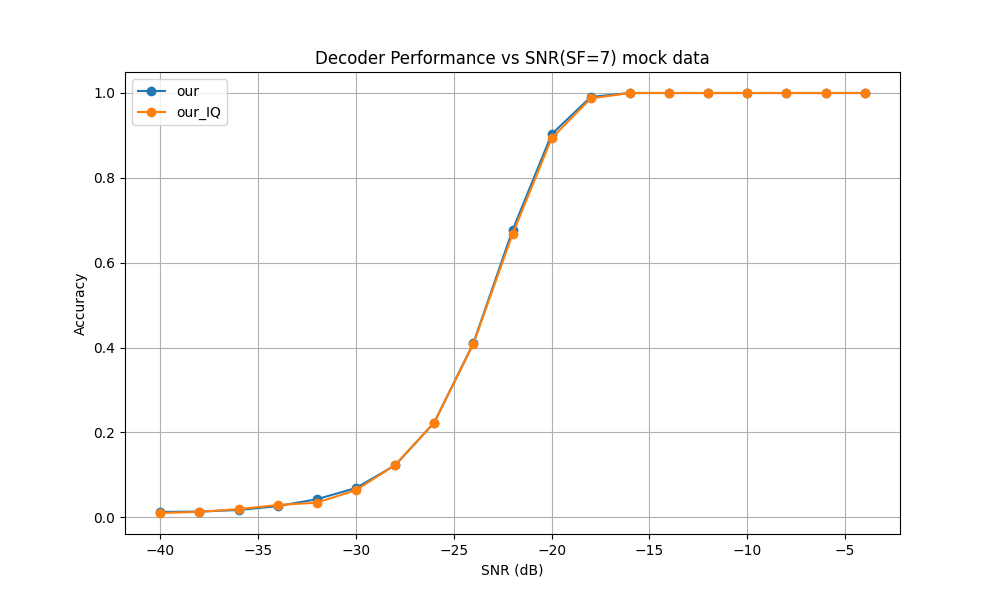 Decoder Performance vs SNR(SF=7) mock data
our
our_IQ
Accuracy
1.0
0.8
0.6
0.4
0.2
0.0
−40 −35 −30 −25 −20 −15 −10 −5
SNR (dB)